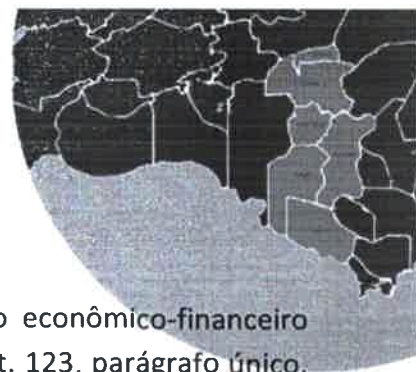 o econômico-financeiro
t. 123, parágrafo único,